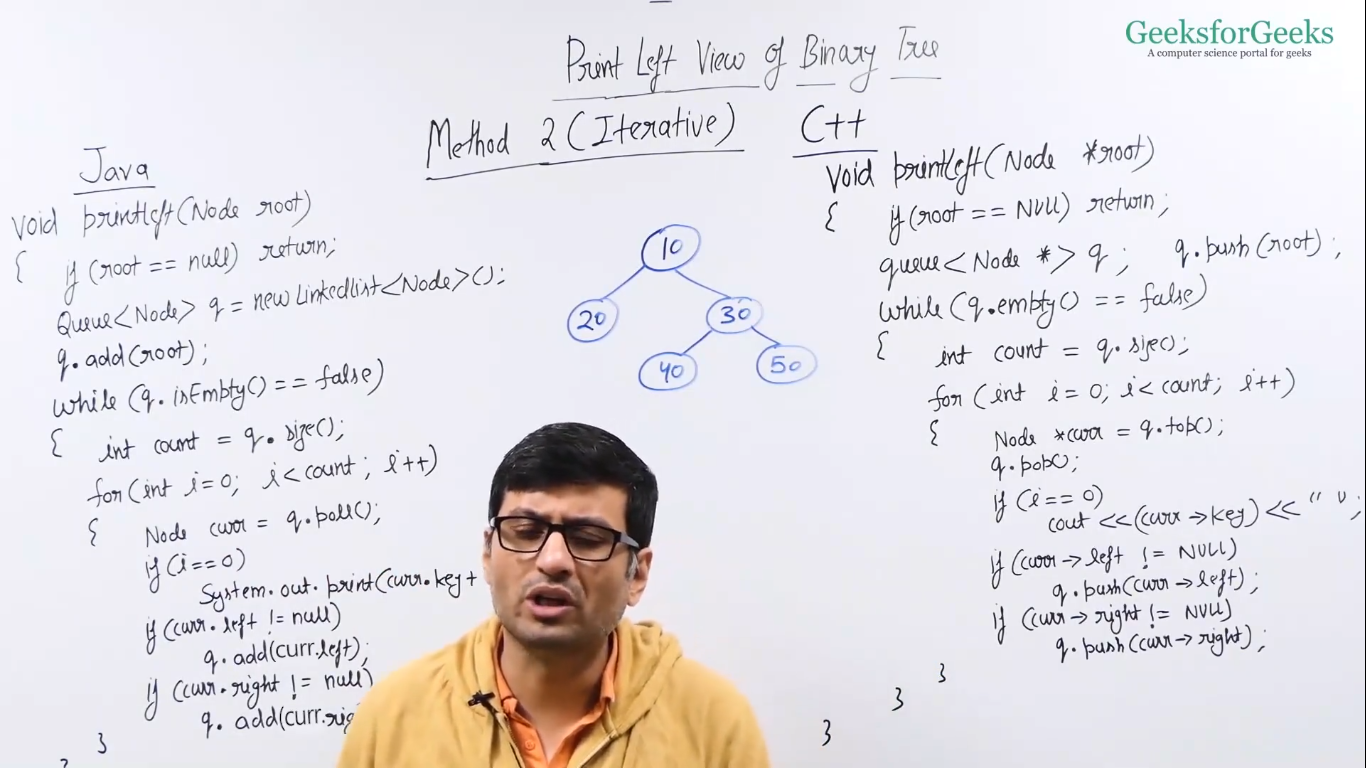 GeeksforGeeks
A computer science portal for geeks
Print Left View of Binary Tree
Method 2 (Iterative)
Java
void printLeft(Node root)
{ if (root == null) return;
Queue<Node> q = new LinkedList<Node>();
q.add(root);
while (q.isEmpty() == false)
{ int count = q.size();
for (int i=0; i<count; i++)
{ Node curr = q.poll();
if (i==0)
System.out.print(curr.key+
if (curr.left != null)
q.add(curr.left);
if (curr.right != null)
q.add(curr.rig
}
10
20 30
40 50
C++
void printLeft(Node *root)
{ if (root == NULL) return;
queue<Node *> q; q.push(root);
while (q.empty() == false)
{ int count = q.size();
for (int i = 0; i < count; i++)
{ Node *curr = q.top();
q.pop();
if (i == 0)
cout <<(curr→key)<< " ";
if (curr→left != NULL)
q.push(curr→left);
if (curr→right != NULL)
q.push(curr→right);
}
}
}